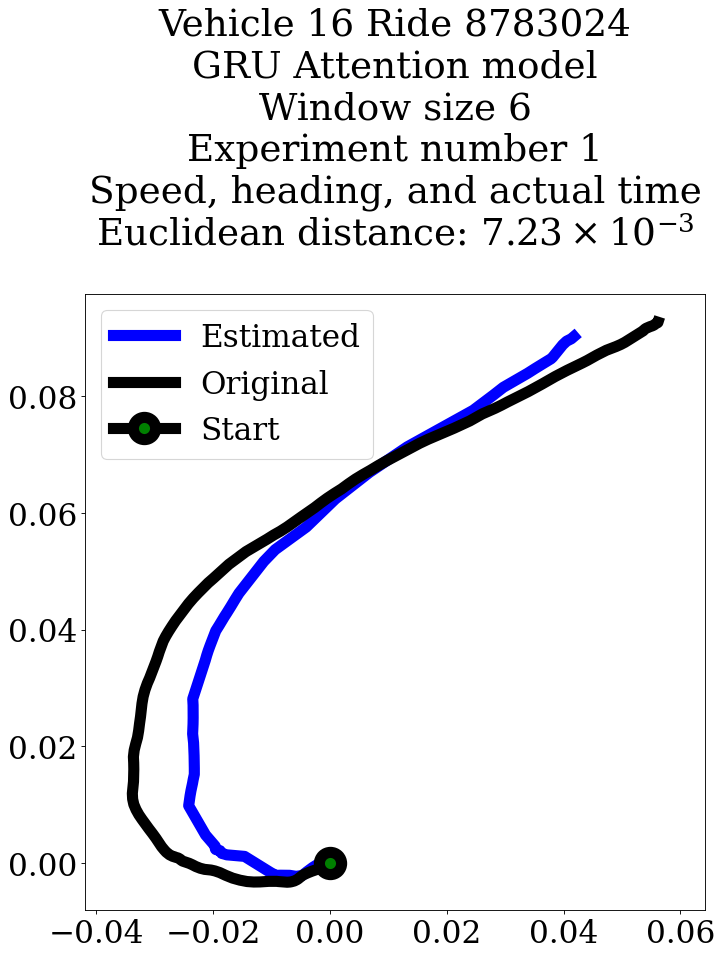 Vehicle 16 Ride 8783024
GRU Attention model
Window size 6
Experiment number 1
Speed, heading, and actual time
Euclidean distance: 7.23 × 10⁻³
Estimated
Original
Start
0.08
0.06
0.04
0.02
0.00
−0.04 −0.02 0.00 0.02 0.04 0.06